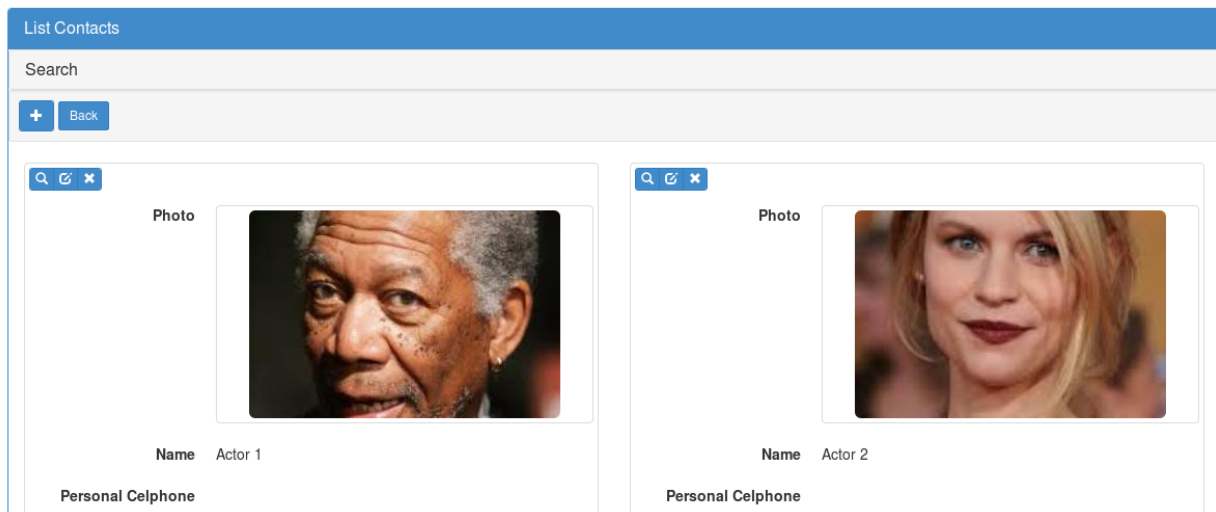 List Contacts
Search
Back
Photo
Photo
Name Actor 1
Name Actor 2
Personal Celphone
Personal Celphone